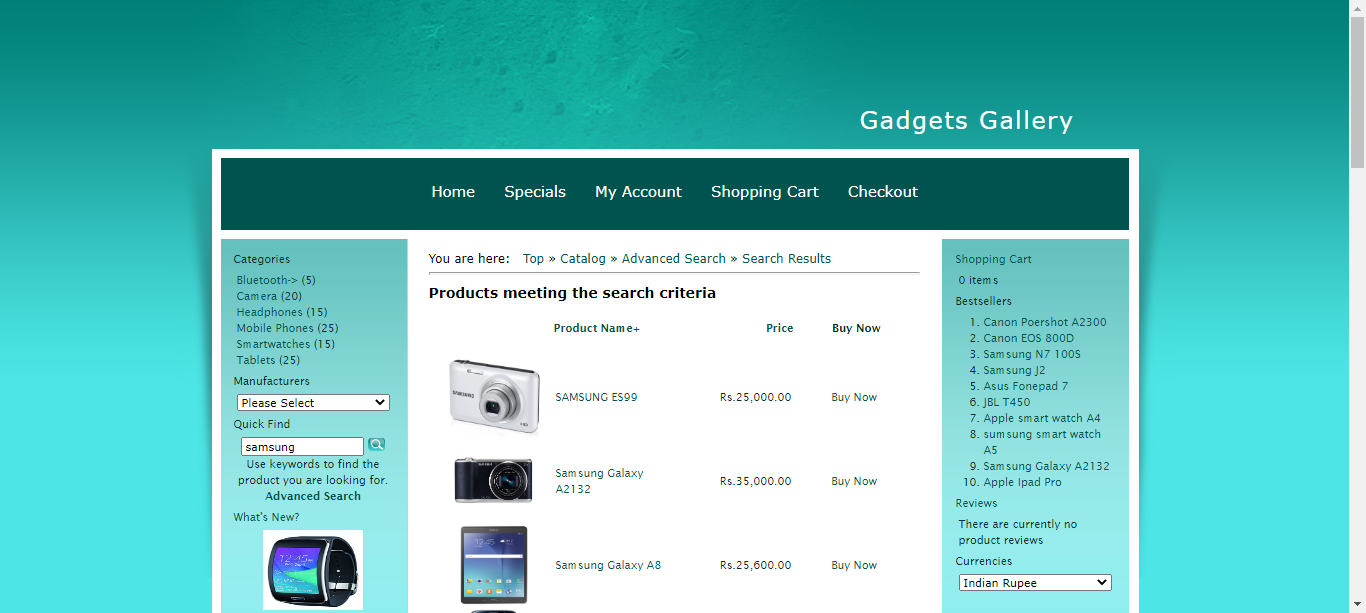 Gadgets Gallery
Home Specials My Account Shopping Cart Checkout
Categories
Bluetooth-> (5)
Camera (20)
Headphones (15)
Mobile Phones (25)
Smartwatches (15)
Tablets (25)
Manufacturers
Please Select
Quick Find
samsung
Use keywords to find the
product you are looking for.
Advanced Search
What's New?
You are here: Top » Catalog » Advanced Search » Search Results
Products meeting the search criteria
Product Name+ Price Buy Now
SAMSUNG
SAMSUNG ES99 Rs.25,000.00 Buy Now
Samsung Galaxy
A2132 Rs.35,000.00 Buy Now
Samsung Galaxy A8 Rs.25,600.00 Buy Now
Shopping Cart
0 items
Bestsellers
1. Canon Poershot A2300
2. Canon EOS 800D
3. Samsung N7 100S
4. Samsung J2
5. Asus Fonepad 7
6. JBL T450
7. Apple smart watch A4
8. sumsung smart watch
A5
9. Samsung Galaxy A2132
10. Apple Ipad Pro
Reviews
There are currently no
product reviews
Currencies
Indian Rupee